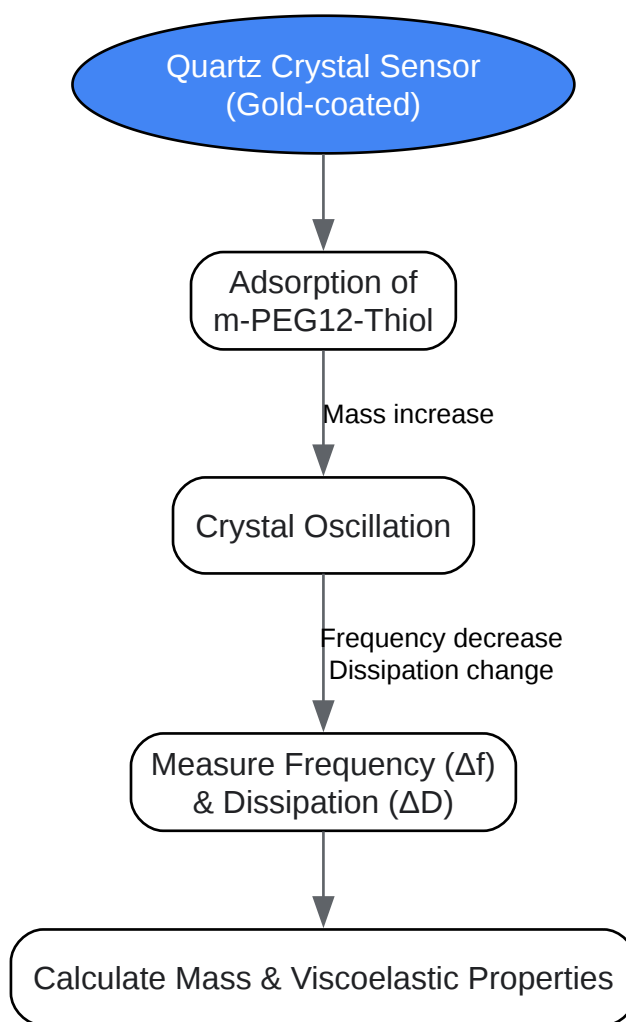 Quartz Crystal Sensor
(Gold-coated)
Adsorption of
m-PEG12-Thiol
Mass increase
Crystal Oscillation
Frequency decrease
Dissipation change
Measure Frequency (Δf)
& Dissipation (ΔD)
Calculate Mass & Viscoelastic Properties